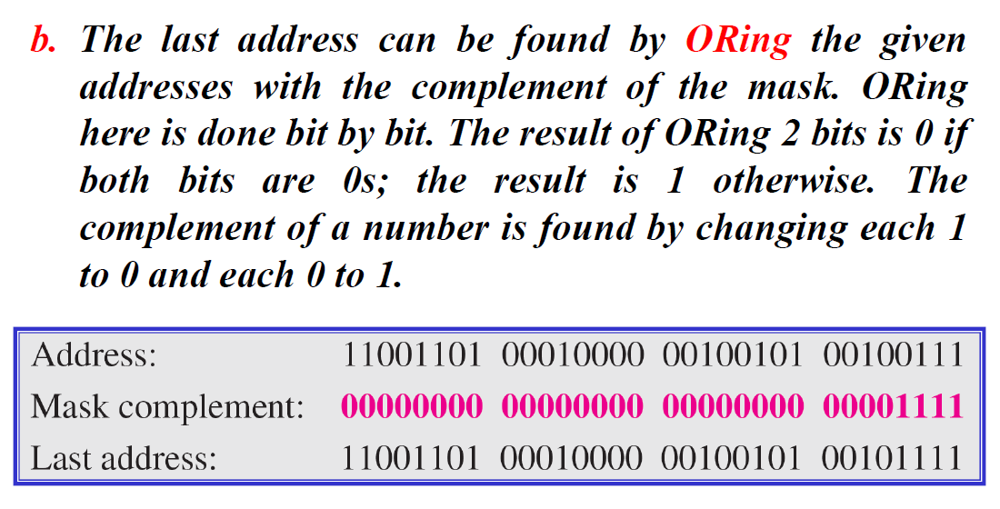 b. The last address can be found by ORing the given
addresses with the complement of the mask. ORing
here is done bit by bit. The result of ORing 2 bits is 0 if
both bits are 0s; the result is 1 otherwise. The
complement of a number is found by changing each 1
to 0 and each 0 to 1.
Address: 11001101 00010000 00100101 00100111
Mask complement: 00000000 00000000 00000000 00001111
Last address: 11001101 00010000 00100101 00101111